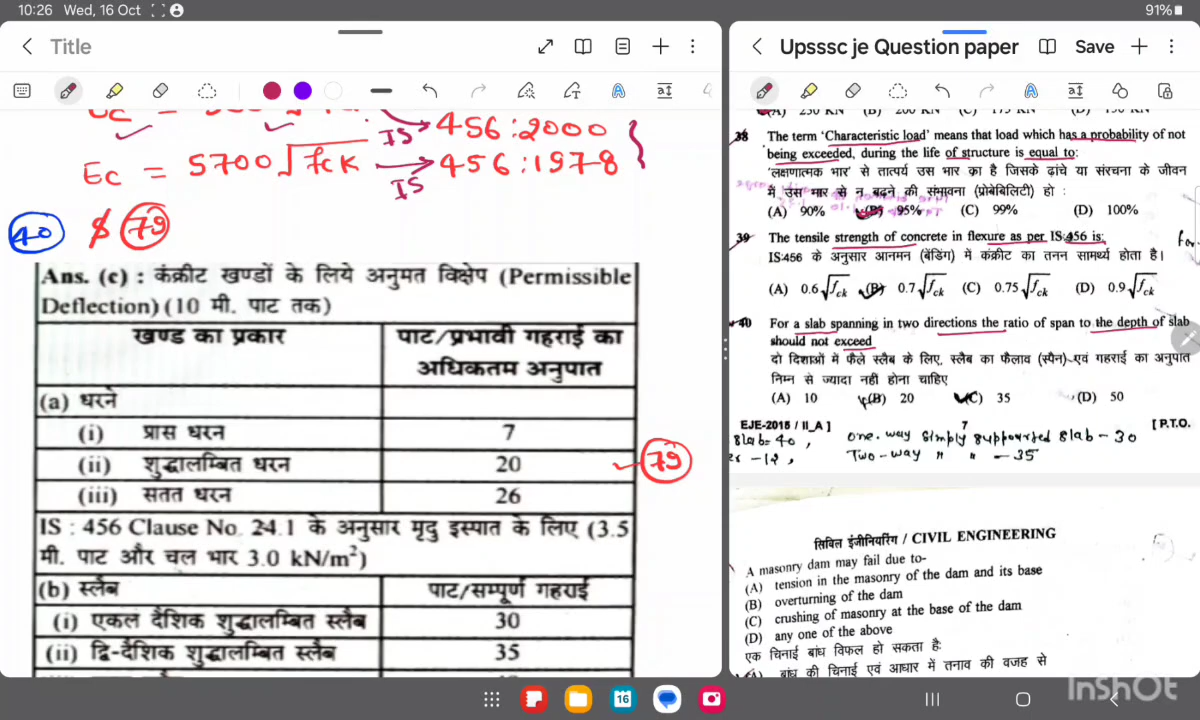 10:26 Wed, 16 Oct
91%
Title
Upsssc je Question paper
Save
456:2000
IS
Ec = 5700√fck
IS
456:1978
40 $ 79
Ans. (c) : कंक्रीट खण्डों के लिये अनुमत विक्षेप (Permissible
Deflection) (10 मी. पाट तक)
खण्ड का प्रकार
पाट/प्रभावी गहराई का
अधिकतम अनुपात
(a) धरने
(i) प्रास धरन 7
(ii) शुद्धालम्बित धरन 20
79
(iii) सतत धरन 26
IS : 456 Clause No. 24.1 के अनुसार मृदु इस्पात के लिए (3.5
मी. पाट और चल भार 3.0 kN/m²)
(b) स्लैब पाट/सम्पूर्ण गहराई
(i) एकल दैशिक शुद्धालम्बित स्लैब 30
(ii) द्वि-दैशिक शुद्धालम्बित स्लैब 35
38 The term 'Characteristic load' means that load which has a probability of not
being exceeded, during the life of structure is equal to:
'लक्षणात्मक भार' से तात्पर्य उस भार का है जिसके ढांचे या संरचना के जीवन
में उस भार से न बढ़ने की संभावना (प्रोबेबिलिटी) हो :
(A) 90% (B) 95% (C) 99% (D) 100%
39 The tensile strength of concrete in flexure as per IS:456 is:
IS:456 के अनुसार आनमन (बेंडिंग) में कंक्रीट का तनन सामर्थ्य होता है।
(A) 0.6√fck (B) 0.7√fck (C) 0.75√fck (D) 0.9√fck
40 For a slab spanning in two directions the ratio of span to the depth of slab
should not exceed
दो दिशाओं में फैले स्लैब के लिए, स्लैब का फैलाव (स्पैन) एवं गहराई का अनुपात
निम्न से ज्यादा नहीं होना चाहिए
(A) 10 (B) 20 (C) 35 (D) 50
EJE-2015 / II_A ] 7 [ P.T.O.
slab = 40, one-way simply suppourted slab - 30
-12, Two-way " " - 35
सिविल इंजीनियरिंग / CIVIL ENGINEERING
A masonry dam may fail due to-
(A) tension in the masonry of the dam and its base
(B) overturning of the dam
(C) crushing of masonry at the base of the dam
(D) any one of the above
एक चिनाई बांध विफल हो सकता है:
(A) बांध की चिनाई एवं आधार में तनाव की वजह से
InShOt
16